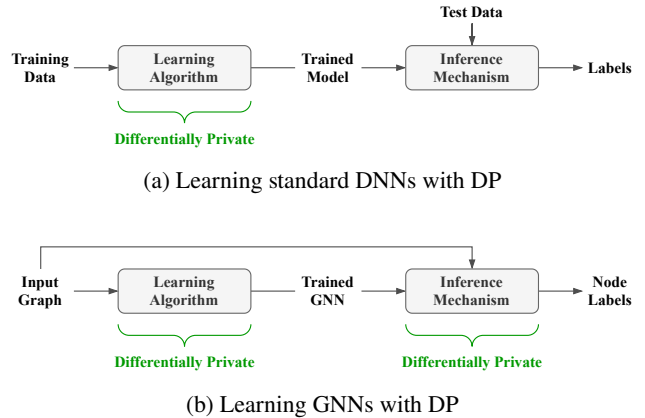 Test Data
Training
Data
Learning
Algorithm
Trained
Model
Inference
Mechanism
Labels
Differentially Private
(a) Learning standard DNNs with DP
Input
Graph
Learning
Algorithm
Trained
GNN
Inference
Mechanism
Node
Labels
Differentially Private
Differentially Private
(b) Learning GNNs with DP